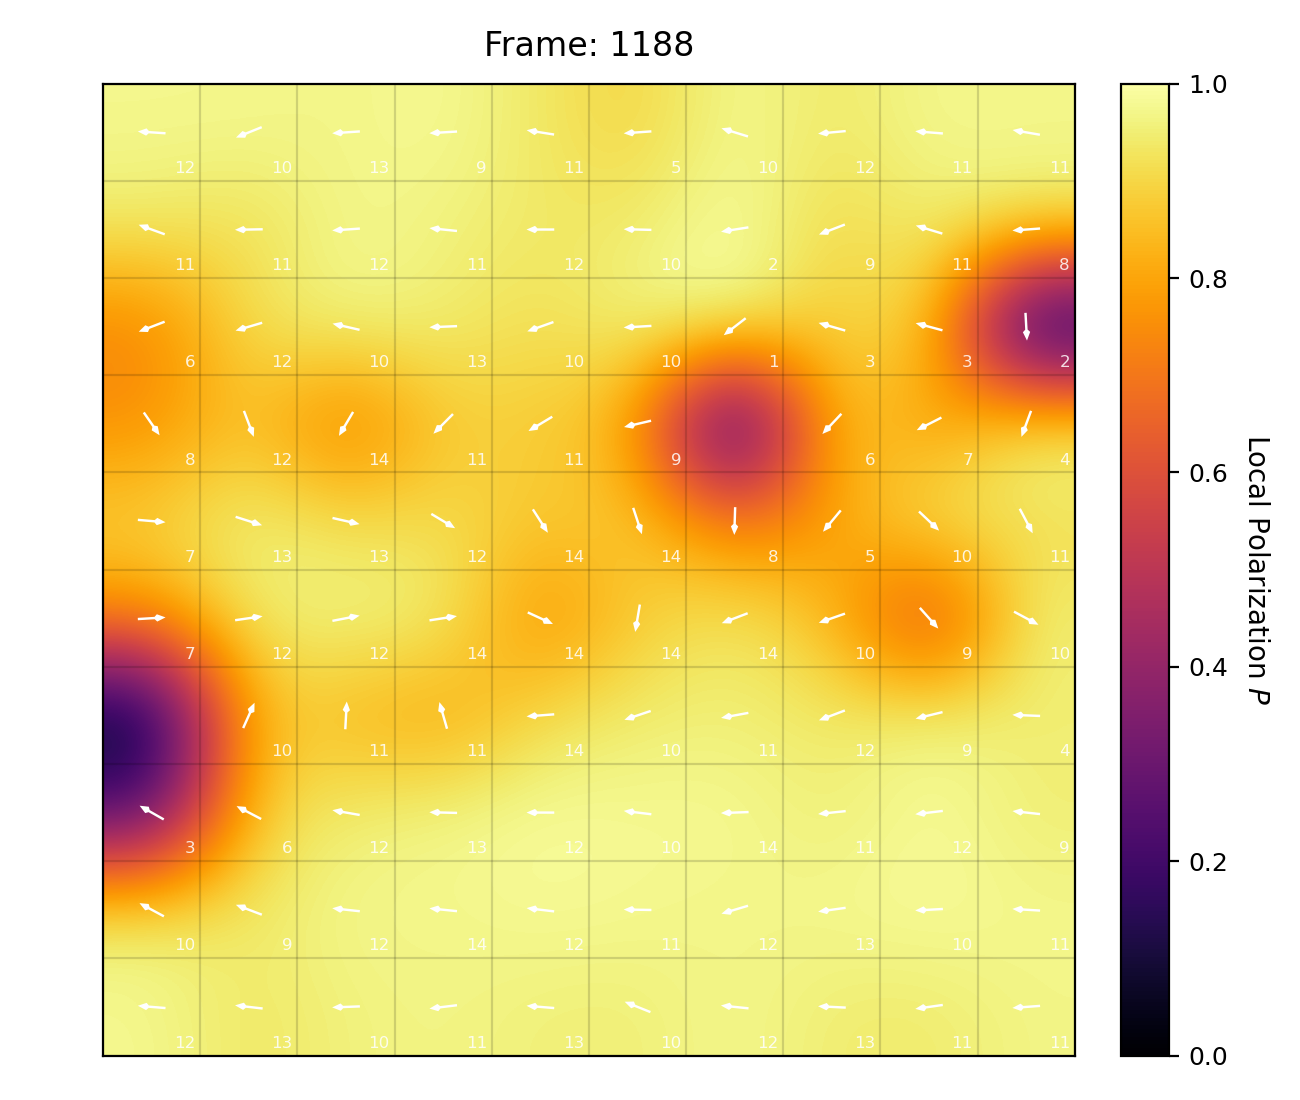 Frame: 1188
12 10 13 9 11 5 10 12 11 11
11 11 12 11 12 10 2 9 11 8
6 12 10 13 10 10 1 3 3 2
8 12 14 11 11 9 6 7 4
7 13 13 12 14 14 8 5 10 11
7 12 12 14 14 14 14 10 9 10
10 11 11 14 10 11 12 9 4
3 6 12 13 12 10 14 11 12 9
10 9 12 14 12 11 12 13 10 11
12 13 10 11 13 10 12 13 11 11
1.0
0.8
0.6
0.4
0.2
0.0
Local Polarization P